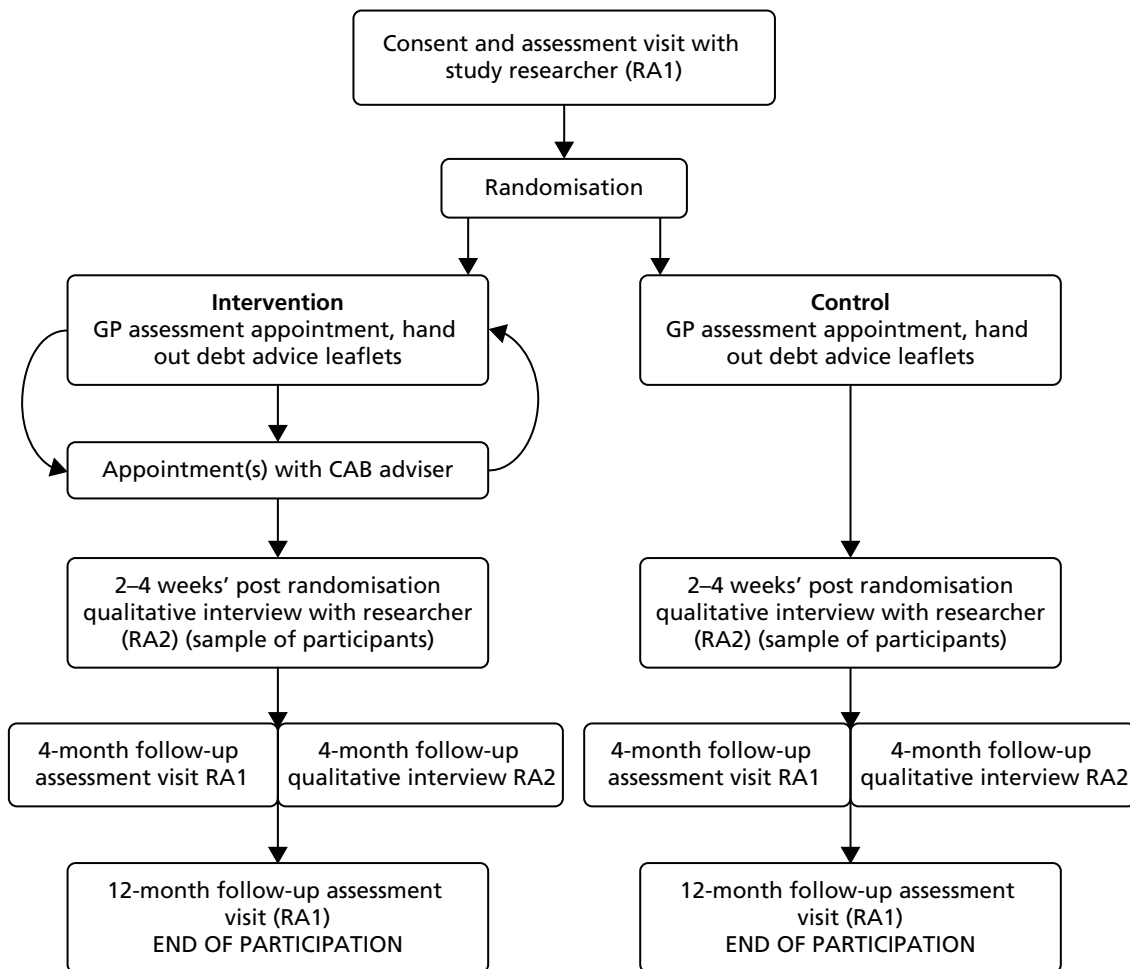 Consent and assessment visit with
study researcher (RA1)
Randomisation
Intervention
GP assessment appointment, hand
out debt advice leaflets
Control
GP assessment appointment, hand
out debt advice leaflets
Appointment(s) with CAB adviser
2–4 weeks' post randomisation
qualitative interview with researcher
(RA2) (sample of participants)
2–4 weeks' post randomisation
qualitative interview with researcher
(RA2) (sample of participants)
4-month follow-up
assessment visit RA1
4-month follow-up
qualitative interview RA2
4-month follow-up
assessment visit RA1
4-month follow-up
qualitative interview RA2
12-month follow-up assessment
visit (RA1)
END OF PARTICIPATION
12-month follow-up assessment
visit (RA1)
END OF PARTICIPATION